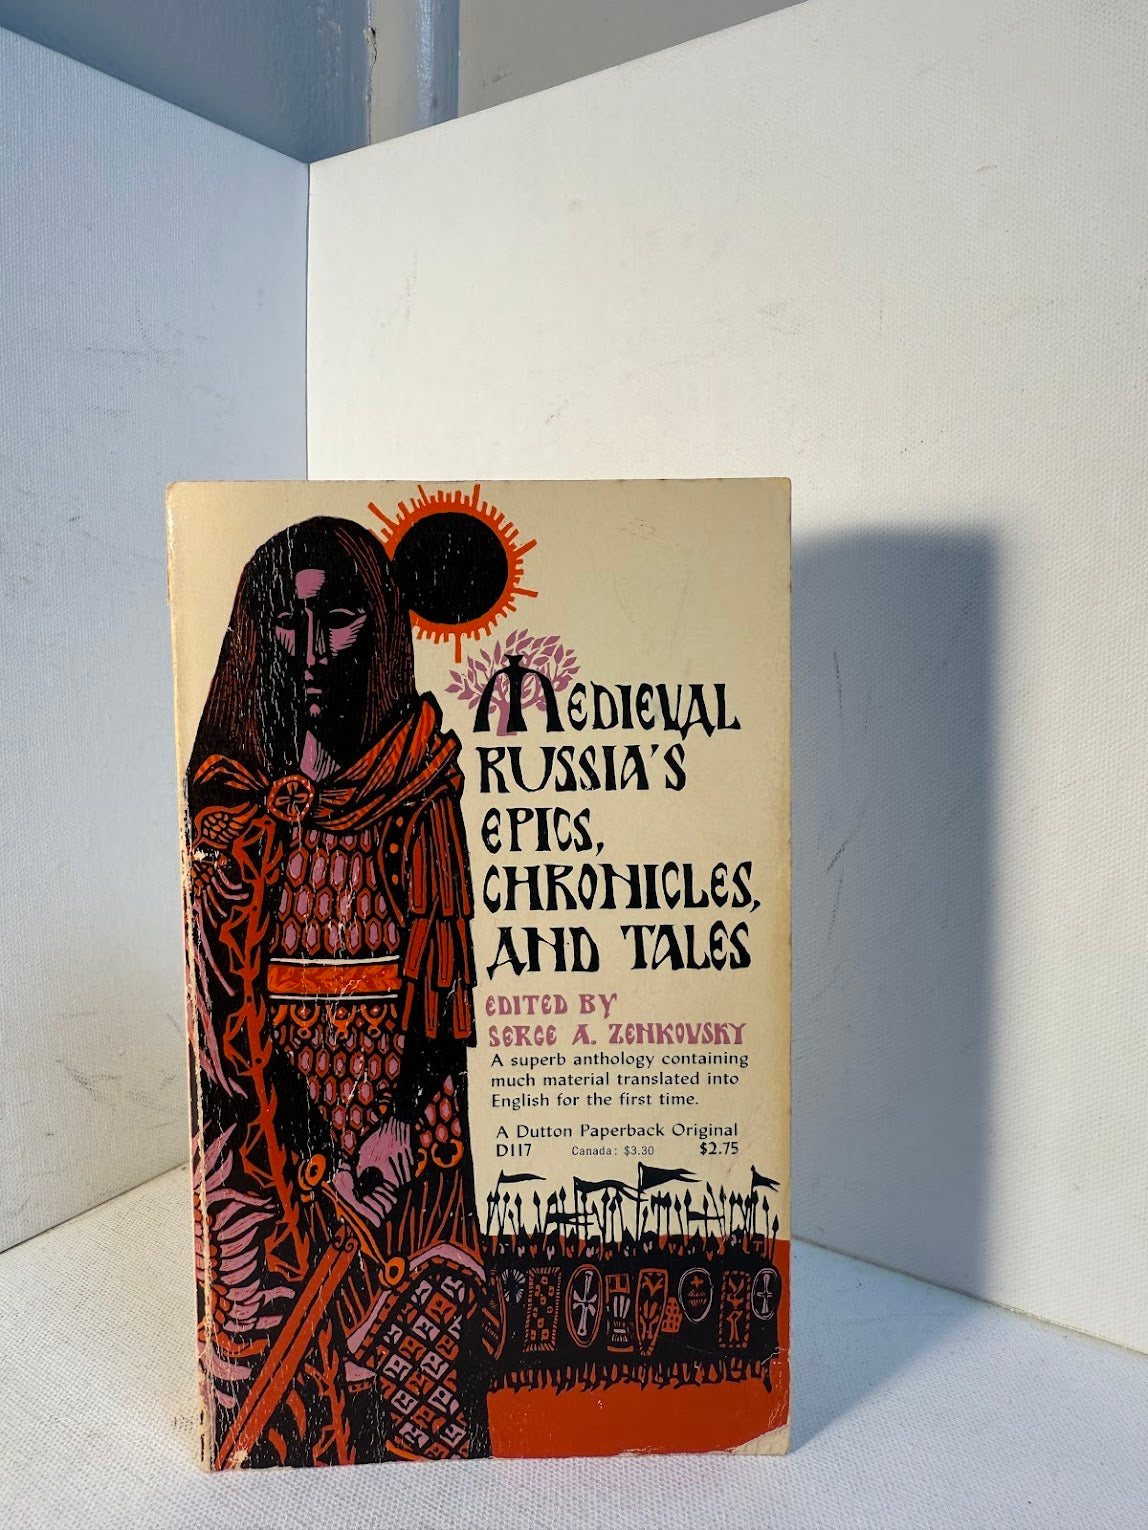 MEDIEVAL
RUSSIA'S
EPICS,
CHRONICLES,
AND TALES
EDITED BY
SERGE A. ZENKOVSKY
A superb anthology containing
much material translated into
English for the first time.
A Dutton Paperback Original
D117 Canada: $3.30 $2.75